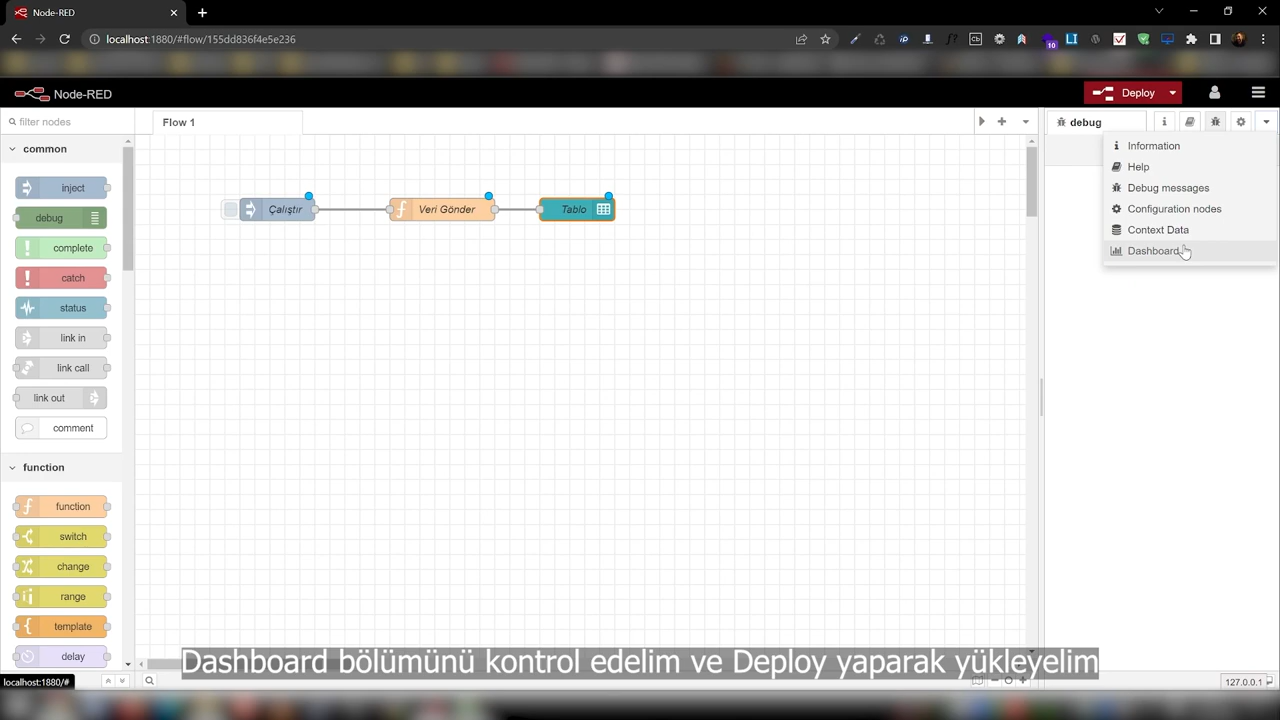 Node-RED
localhost:1880/#flow/155dd836f4e5e236
10
Node-RED
Deploy
filter nodes
Flow 1
debug
common
inject
debug
complete
catch
status
link in
link call
link out
comment
function
function
switch
change
range
template
delay
Çalıştır
Veri Gönder
Tablo
Information
Help
Debug messages
Configuration nodes
Context Data
Dashboard
Dashboard bölümünü kontrol edelim ve Deploy yaparak yükleyelim
localhost:1880/#
127.0.0.1